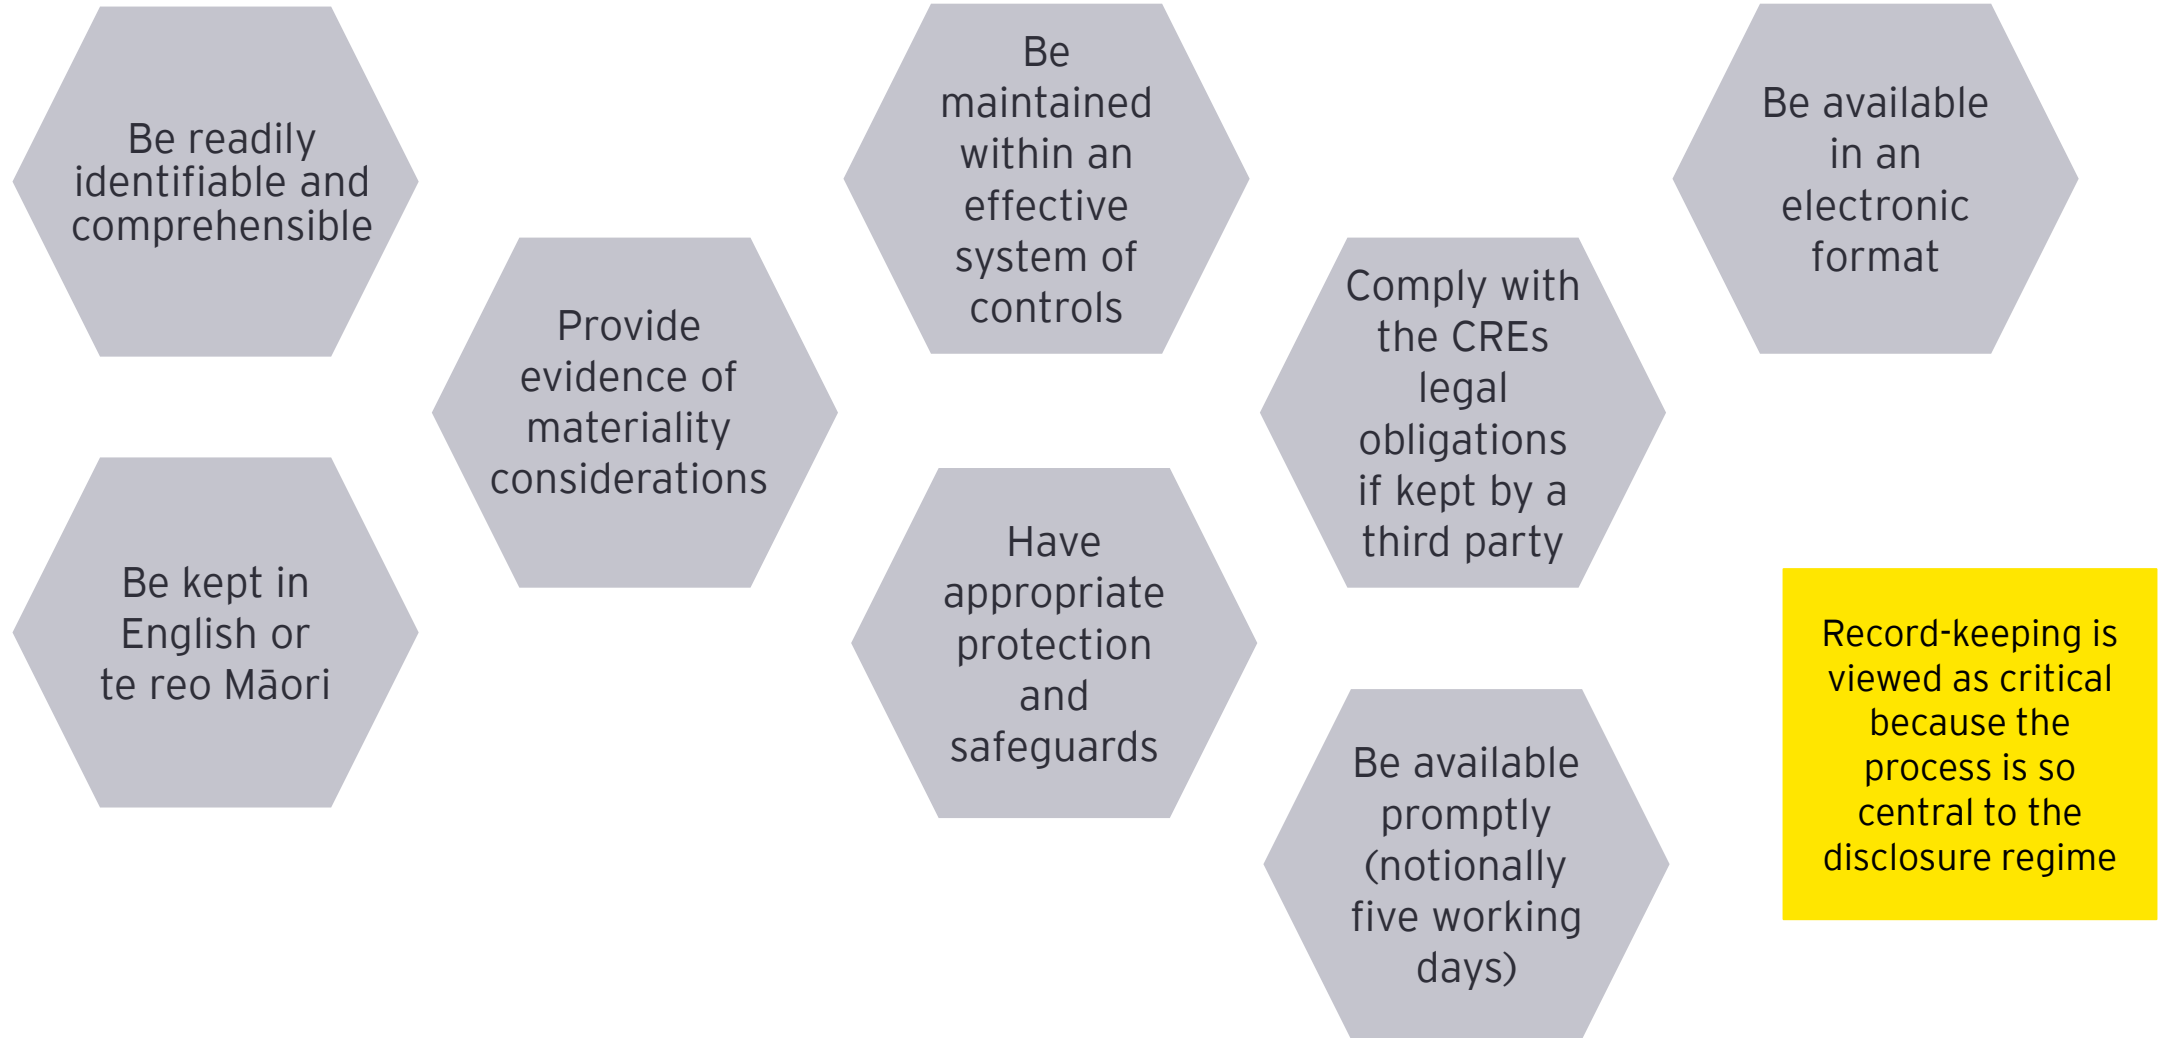 Be readily
identifiable and
comprehensible
Be kept in
English or
te reo Māori
Provide
evidence of
materiality
considerations
Be
maintained
within an
effective
system of
controls
Have
appropriate
protection
and
safeguards
Comply with
the CREs
legal
obligations
if kept by a
third party
Be available
promptly
(notionally
five working
days)
Be available
in an
electronic
format
Record-keeping is
viewed as critical
because the
process is so
central to the
disclosure regime